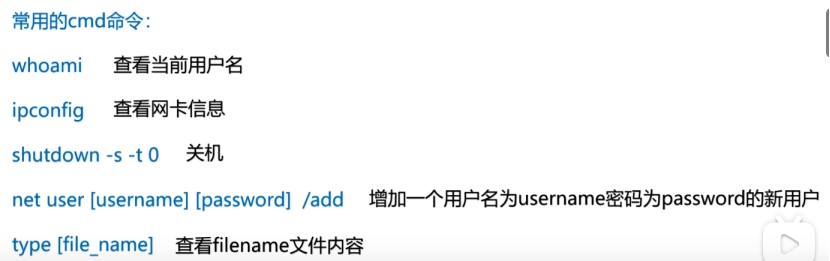 常用的cmd命令：
whoami 查看当前用户名
ipconfig 查看网卡信息
shutdown -s -t 0 关机
net user [username] [password] /add 增加一个用户名为username密码为password的新用户
type [file_name] 查看filename文件内容